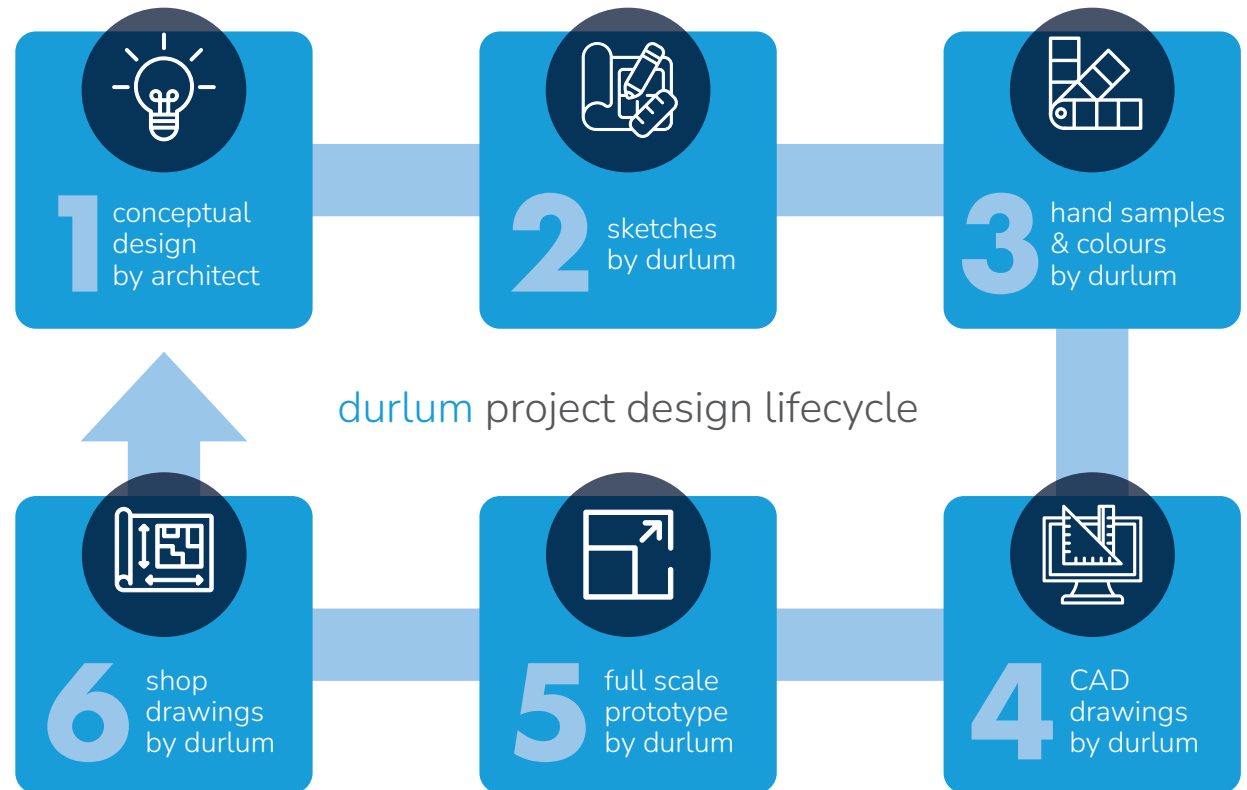 1
conceptual
design
by architect
2
sketches
by durlum
3
hand samples
& colours
by durlum
durlum project design lifecycle
6
shop
drawings
by durlum
5
full scale
prototype
by durlum
4
CAD
drawings
by durlum